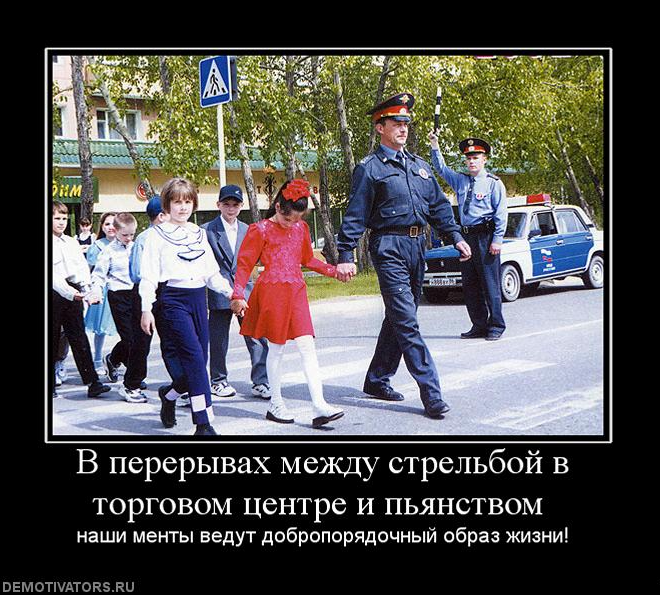 В перерывах между стрельбой в
торговом центре и пьянством
наши менты ведут добропорядочный образ жизни!
DEMOTIVATORS.RU